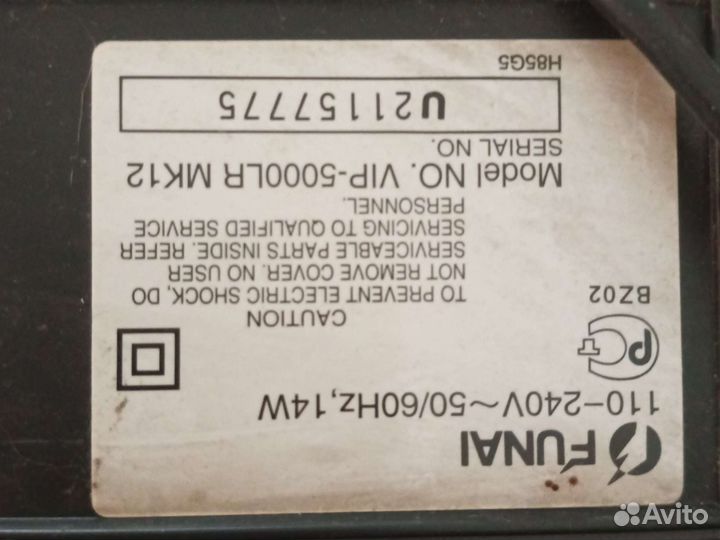 FUNAI
110-240V~50/60Hz,14W
PCT
BZ02
CAUTION
TO PREVENT ELECTRIC SHOCK, DO
NOT REMOVE COVER. NO USER
SERVICEABLE PARTS INSIDE. REFER
SERVICING TO QUALIFIED SERVICE
PERSONNEL.
Model NO. VIP-5000LR MK12
SERIAL NO.
U21157775
H85G5
Avito